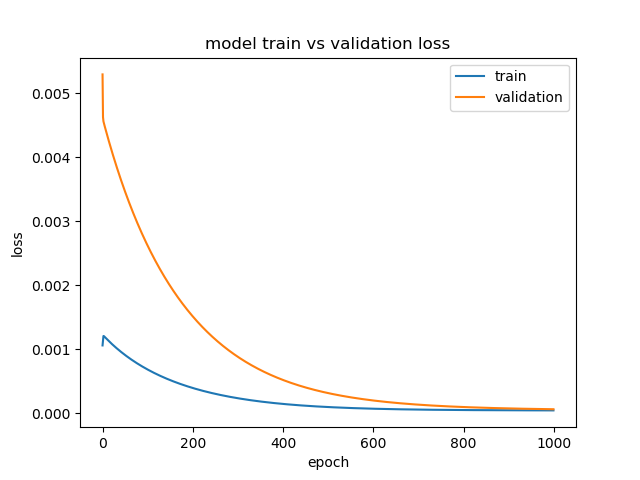 model train vs validation loss
train
validation
loss
0.005
0.004
0.003
0.002
0.001
0.000
0 200 400 600 800 1000
epoch